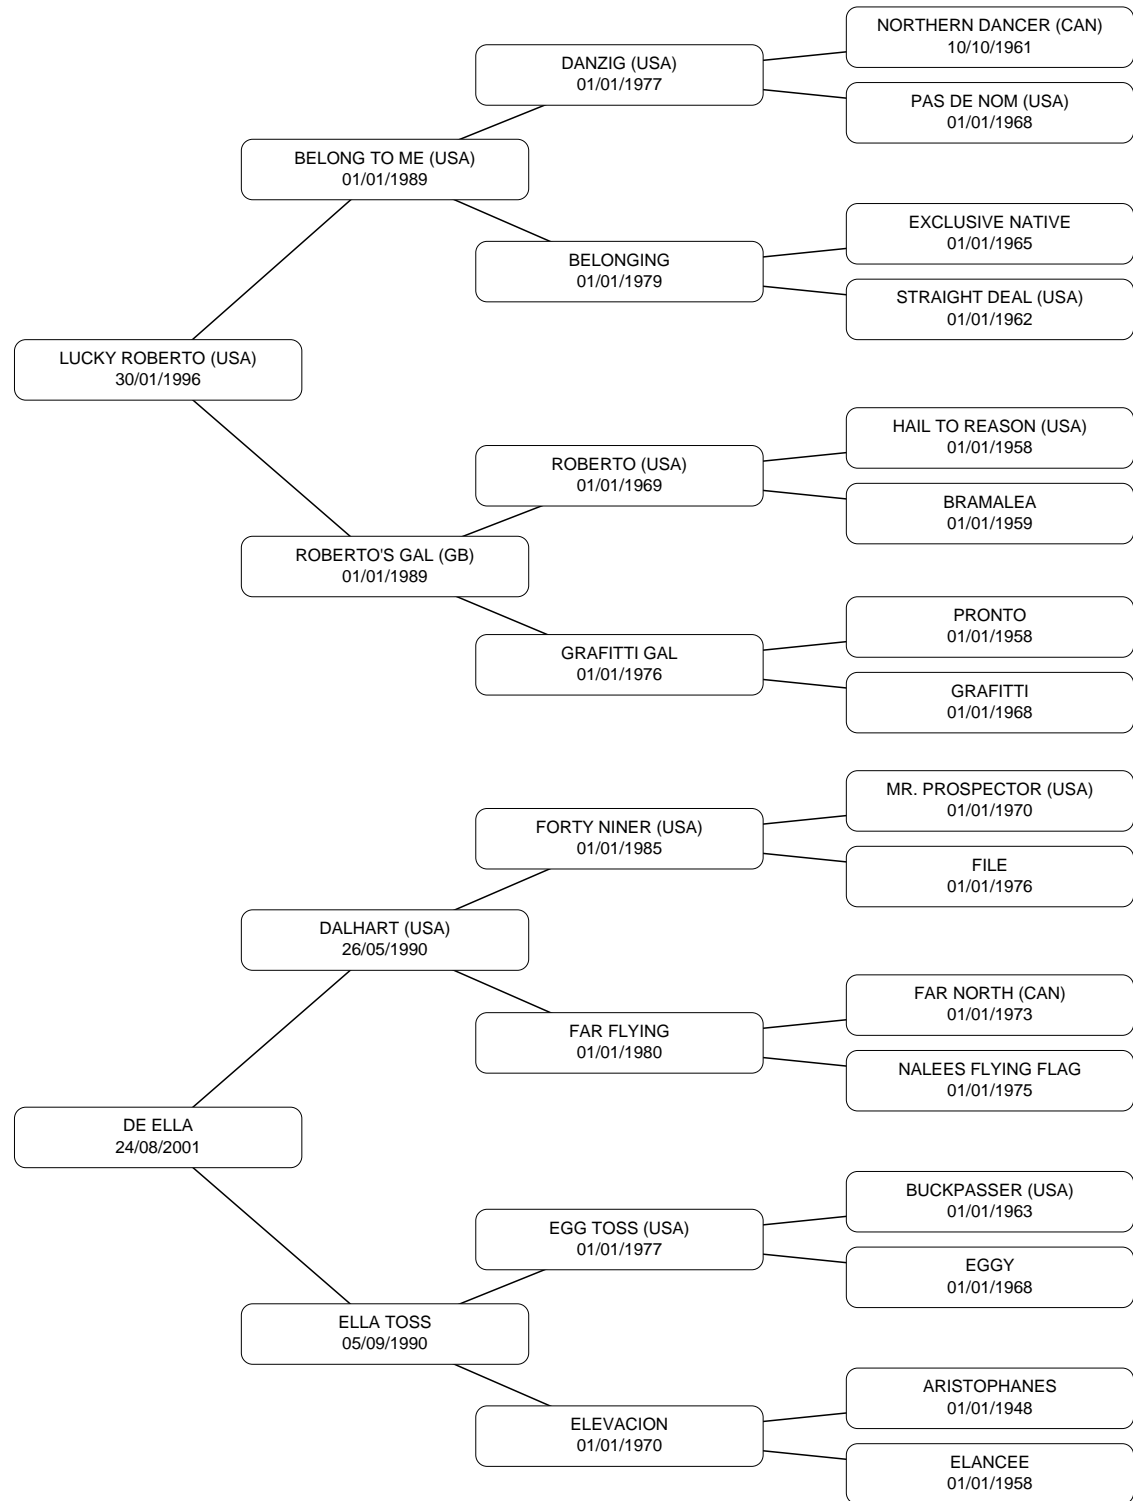 NORTHERN DANCER (CAN)
10/10/1961
DANZIG (USA)
01/01/1977
PAS DE NOM (USA)
01/01/1968
BELONG TO ME (USA)
01/01/1989
EXCLUSIVE NATIVE
01/01/1965
BELONGING
01/01/1979
STRAIGHT DEAL (USA)
01/01/1962
LUCKY ROBERTO (USA)
30/01/1996
HAIL TO REASON (USA)
01/01/1958
ROBERTO (USA)
01/01/1969
BRAMALEA
01/01/1959
ROBERTO'S GAL (GB)
01/01/1989
PRONTO
01/01/1958
GRAFITTI GAL
01/01/1976
GRAFITTI
01/01/1968
MR. PROSPECTOR (USA)
01/01/1970
FORTY NINER (USA)
01/01/1985
FILE
01/01/1976
DALHART (USA)
26/05/1990
FAR NORTH (CAN)
01/01/1973
FAR FLYING
01/01/1980
NALEES FLYING FLAG
01/01/1975
DE ELLA
24/08/2001
BUCKPASSER (USA)
01/01/1963
EGG TOSS (USA)
01/01/1977
EGGY
01/01/1968
ELLA TOSS
05/09/1990
ARISTOPHANES
01/01/1948
ELEVACION
01/01/1970
ELANCEE
01/01/1958